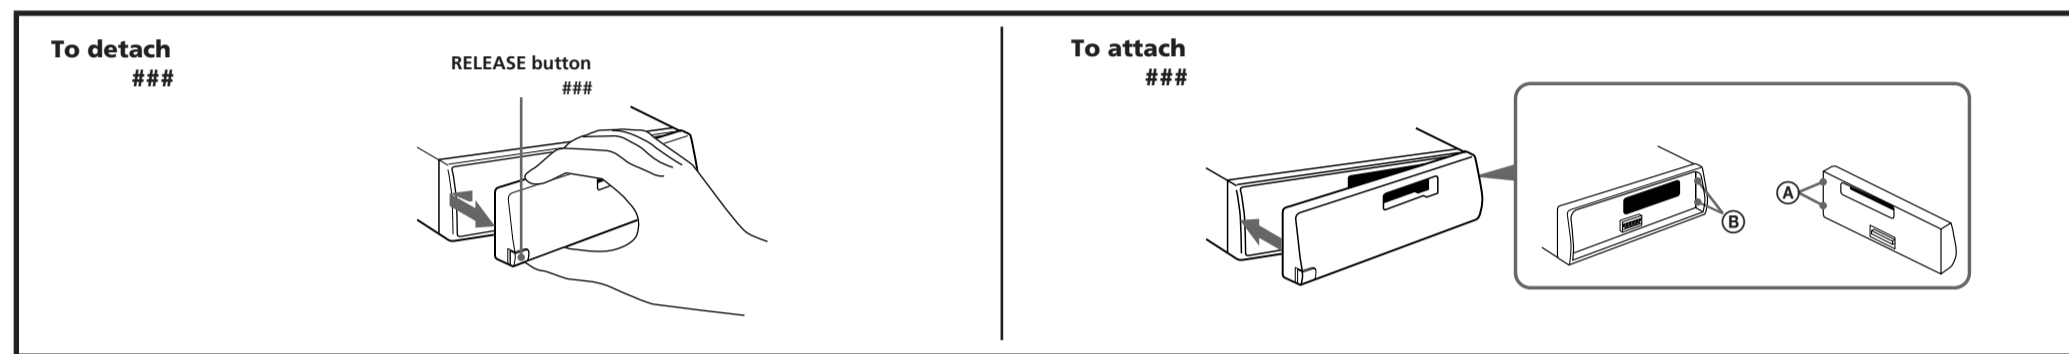 To detach
###
RELEASE button
###
To attach
###
A
B